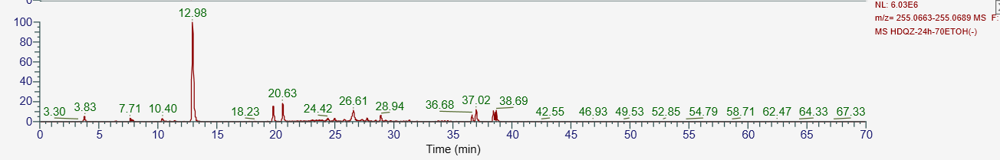 0
12.98
NL: 6.03E6
m/z= 255.0663-255.0689 MS F:
MS HDQZ-24h-70ETOH(-)
100
80
60
40
20
0
3.30 3.83 7.71 10.40 18.23 20.63 24.42 26.61 28.94 36.68 37.02 38.69 42.55 46.93 49.53 52.85 54.79 58.71 62.47 64.33 67.33
0 5 10 15 20 25 30 35 40 45 50 55 60 65 70
Time (min)